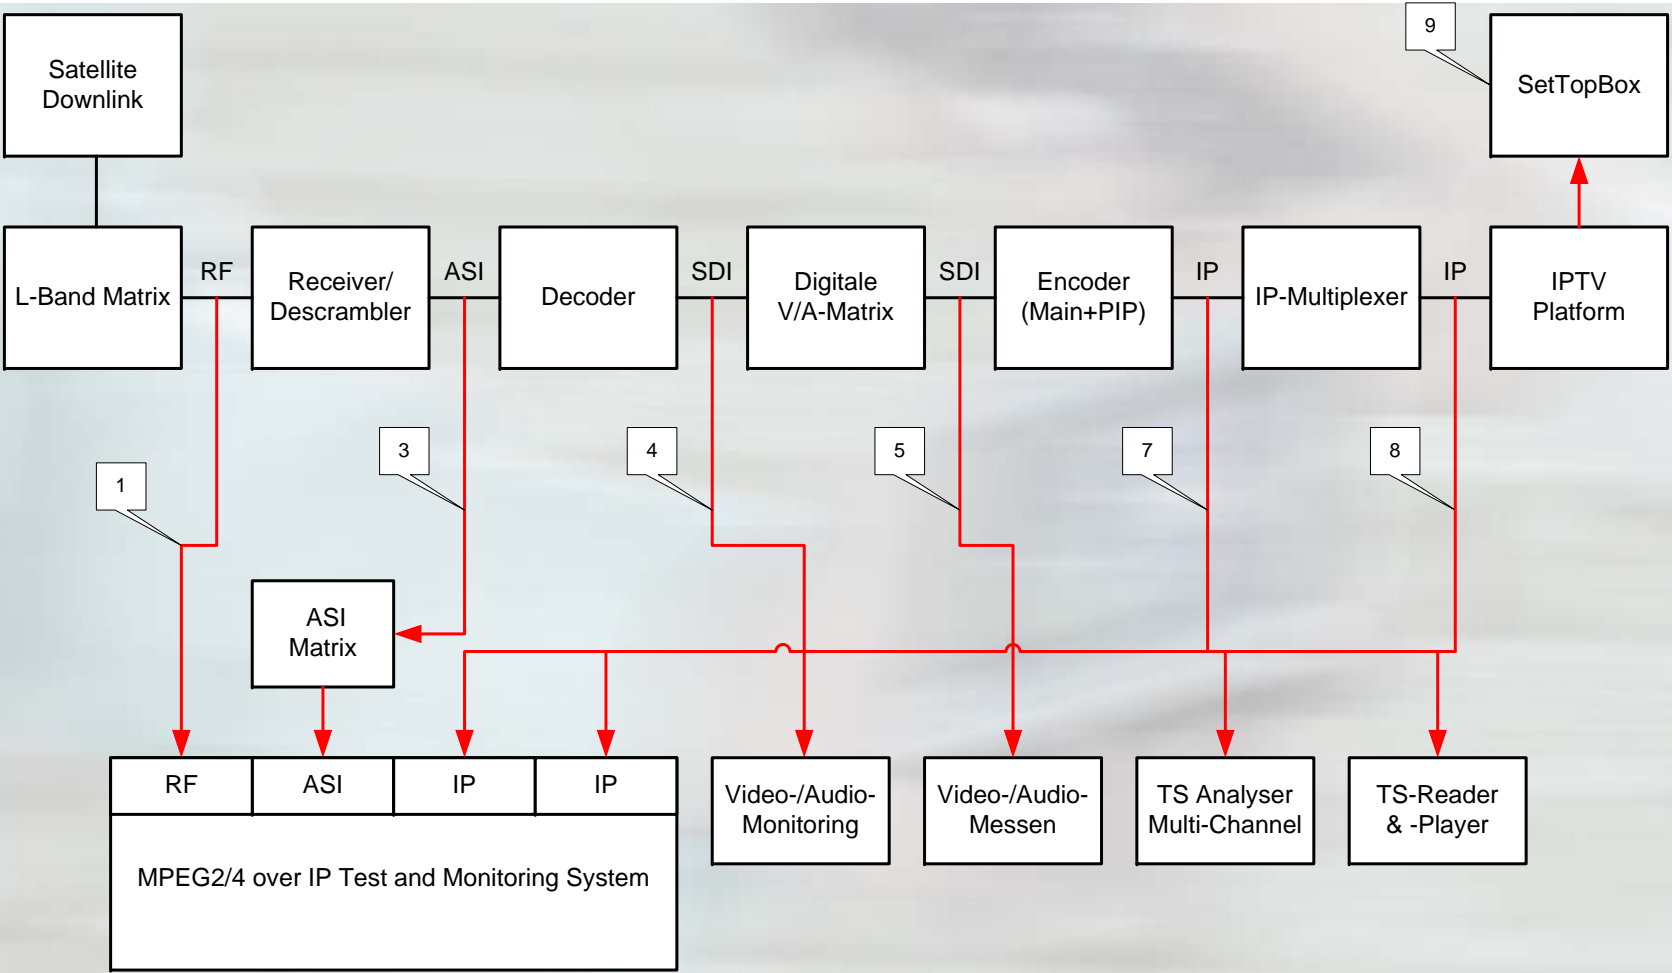 9
Satellite
Downlink
SetTopBox
L-Band Matrix
RF
Receiver/
Descrambler
ASI
Decoder
SDI
Digitale
V/A-Matrix
SDI
Encoder
(Main+PIP)
IP
IP-Multiplexer
IP
IPTV
Platform
1
3
4
5
7
8
ASI
Matrix
RF
ASI
IP
IP
MPEG2/4 over IP Test and Monitoring System
Video-/Audio-
Monitoring
Video-/Audio-
Messen
TS Analyser
Multi-Channel
TS-Reader
& -Player